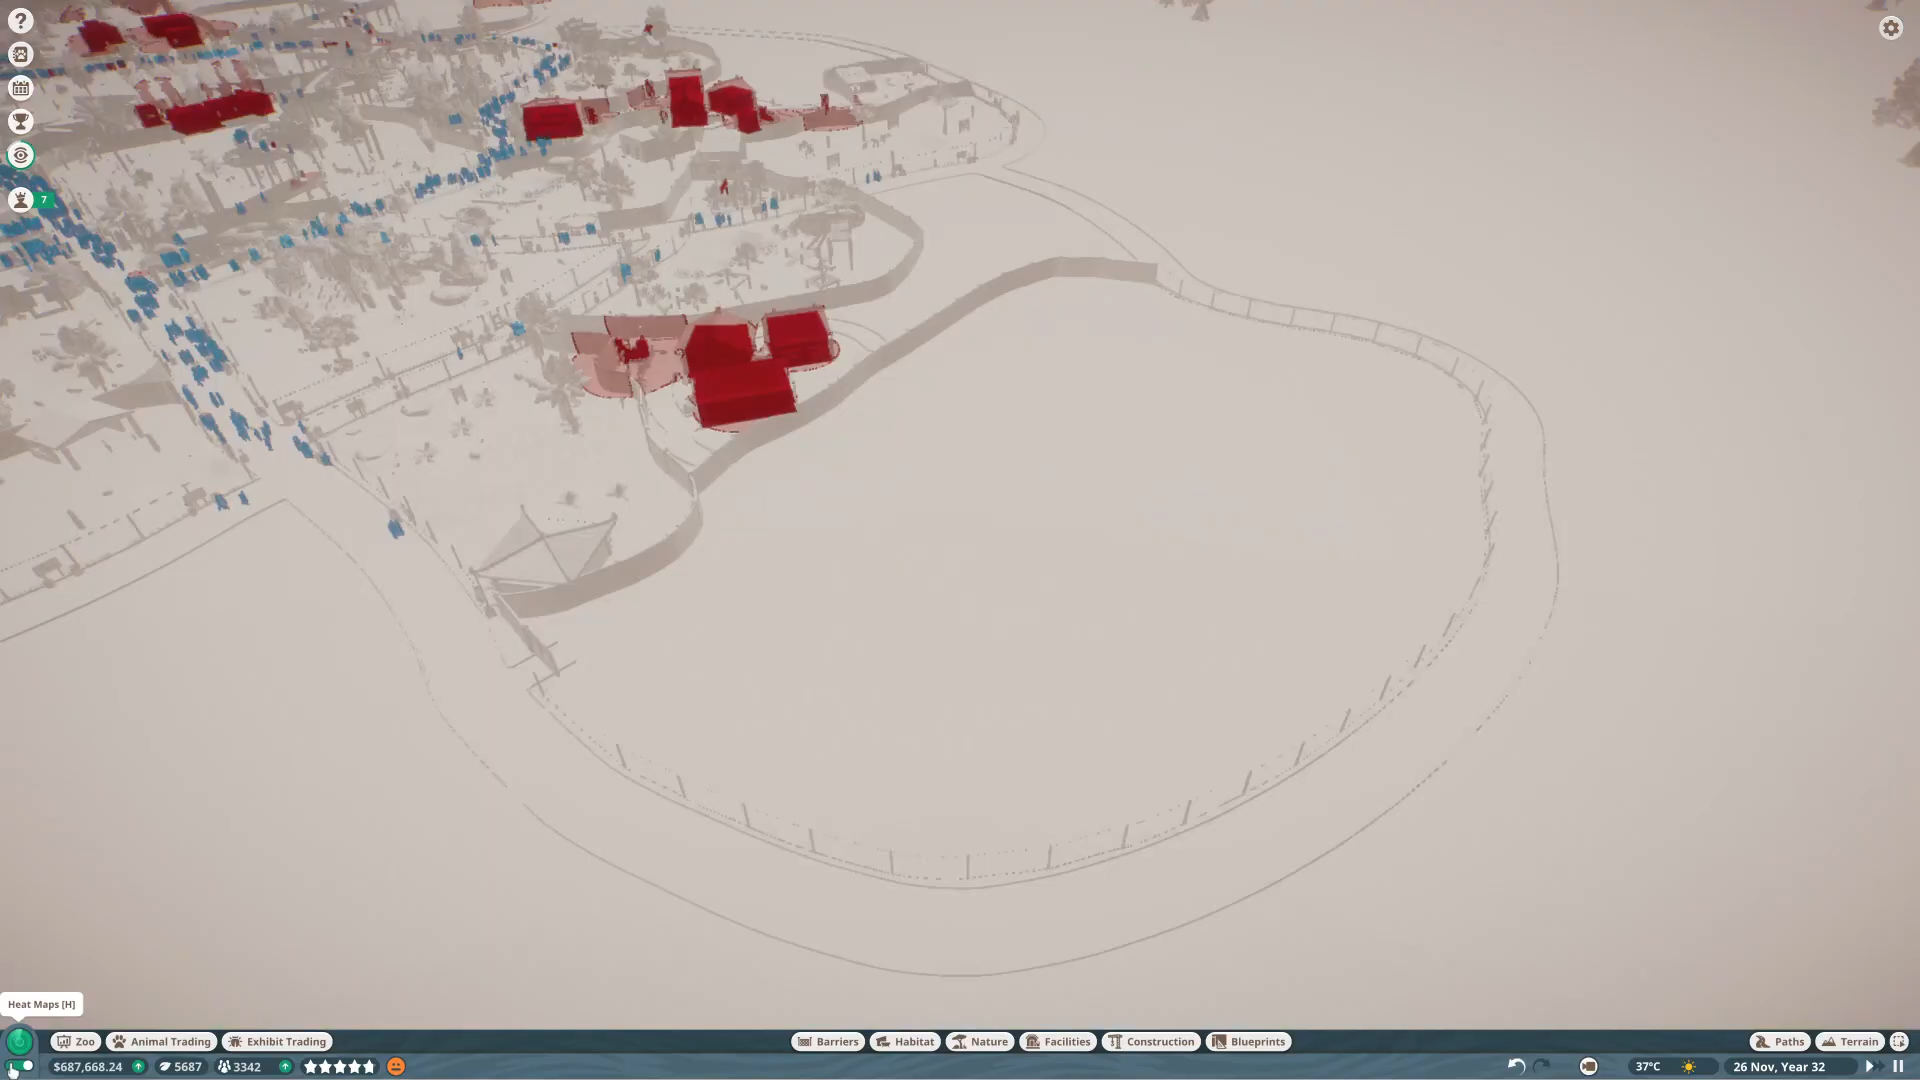 7
Heat Maps [H]
Zoo
Animal Trading
Exhibit Trading
Barriers
Habitat
Nature
Facilities
Construction
Blueprints
Paths
Terrain
$687,668.24
5687
3342
37°C
26 Nov, Year 32